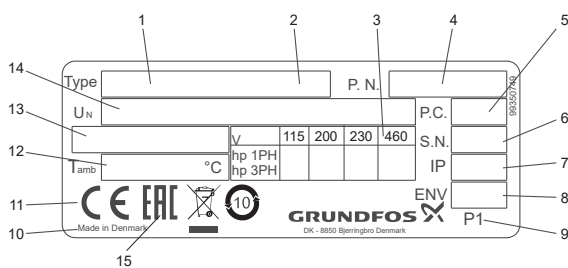 1 2 3 4 5
Type P. N.
14 UN P.C.
99350749
13 V 115 200 230 460 S.N. 6
hp 1PH
12 Tamb °C hp 3PH IP 7
ENV 8
11 CE EAC 10
GRUNDFOS
P1 9
10 Made in Denmark DK - 8850 Bjerringbro Denmark
15